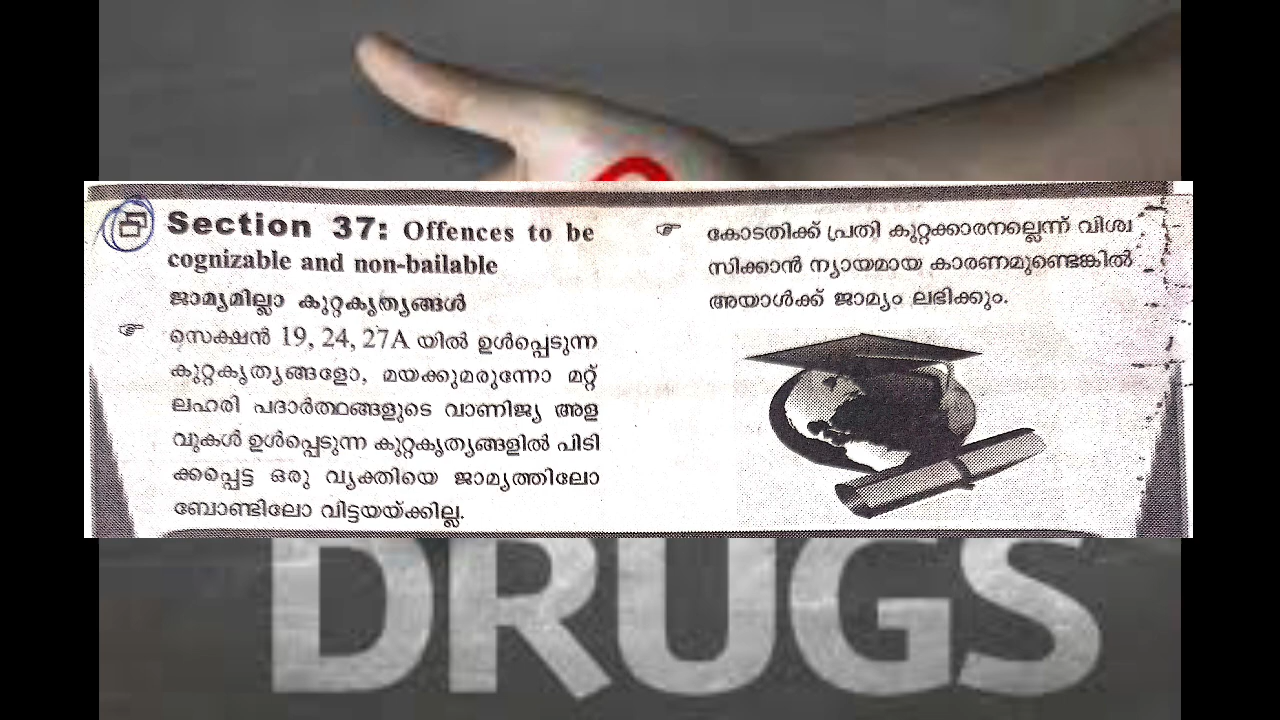 Section 37: Offences to be
cognizable and non-bailable
ജാമ്യമില്ലാ കുറ്റകൃത്യങ്ങൾ
സെക്ഷൻ 19, 24, 27A യിൽ ഉൾപ്പെടുന്ന
കുറ്റകൃത്യങ്ങളോ, മയക്കുമരുന്നോ മറ്റ്
ലഹരി പദാർത്ഥങ്ങളുടെ വാണിജ്യ അള
വുകൾ ഉൾപ്പെടുന്ന കുറ്റകൃത്യങ്ങളിൽ പിടി
ക്കപ്പെട്ട ഒരു വ്യക്തിയെ ജാമ്യത്തിലോ
ബോണ്ടിലോ വിട്ടയയ്ക്കില്ല.
കോടതിക്ക് പ്രതി കുറ്റക്കാരനല്ലെന്ന് വിശ്വ
സിക്കാൻ ന്യായമായ കാരണമുണ്ടെങ്കിൽ
അയാൾക്ക് ജാമ്യം ലഭിക്കും.
DRUGS